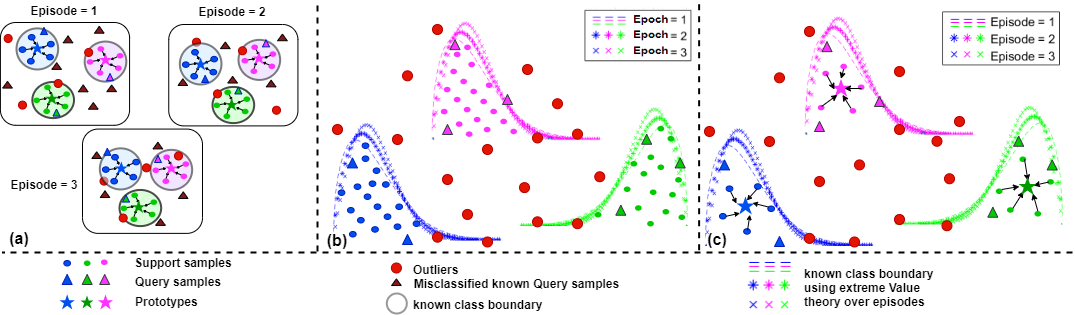 Episode = 1
Episode = 2
Episode = 3
(a)
Epoch = 1
Epoch = 2
Epoch = 3
(b)
Episode = 1
Episode = 2
Episode = 3
(c)
Support samples
Query samples
Prototypes
Outliers
Misclassified known Query samples
known class boundary
known class boundary
using extreme Value
theory over episodes